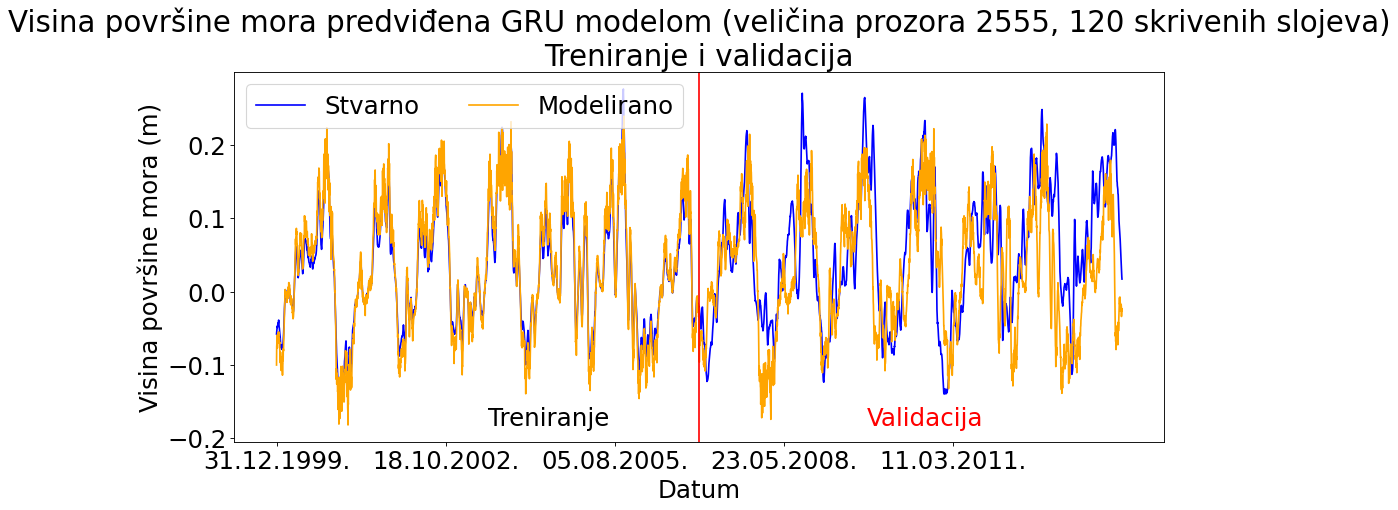 Visina površine mora predviđena GRU modelom (veličina prozora 2555, 120 skrivenih slojeva)
Treniranje i validacija
Stvarno
Modelirano
Visina površine mora (m)
0.2
0.1
0.0
−0.1
−0.2
Treniranje
Validacija
31.12.1999.
18.10.2002.
05.08.2005.
23.05.2008.
11.03.2011.
Datum